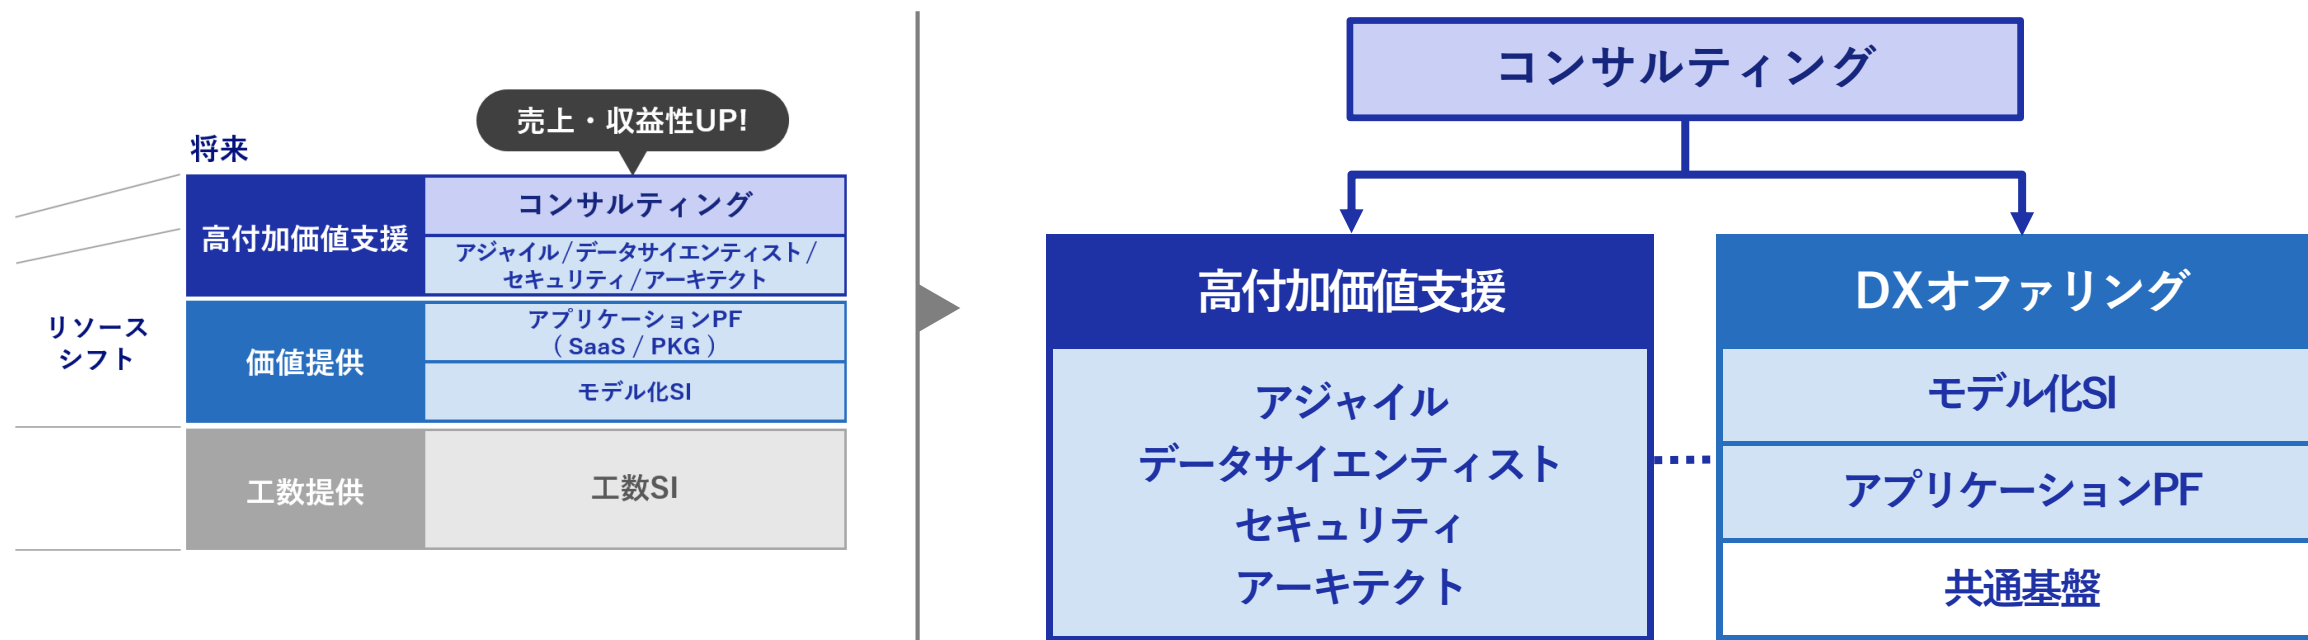 売上・収益性UP!
将来
高付加価値支援
コンサルティング
アジャイル/データサイエンティスト/
セキュリティ/アーキテクト
リソース
シフト
価値提供
アプリケーションPF
( SaaS / PKG )
モデル化SI
工数提供
工数SI
コンサルティング
高付加価値支援
アジャイル
データサイエンティスト
セキュリティ
アーキテクト
DXオファリング
モデル化SI
アプリケーションPF
共通基盤